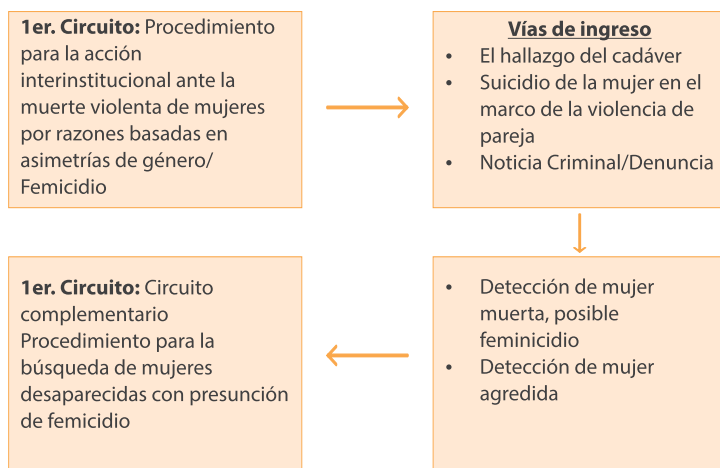 1er. Circuito: Procedimiento
para la acción
interinstitucional ante la
muerte violenta de mujeres
por razones basadas en
asimetrías de género/
Femicidio
Vías de ingreso
• El hallazgo del cadáver
• Suicidio de la mujer en el
marco de la violencia de
pareja
• Noticia Criminal/Denuncia
• Detección de mujer
muerta, posible
feminicidio
• Detección de mujer
agredida
1er. Circuito: Circuito
complementario
Procedimiento para la
búsqueda de mujeres
desaparecidas con presunción
de femicidio